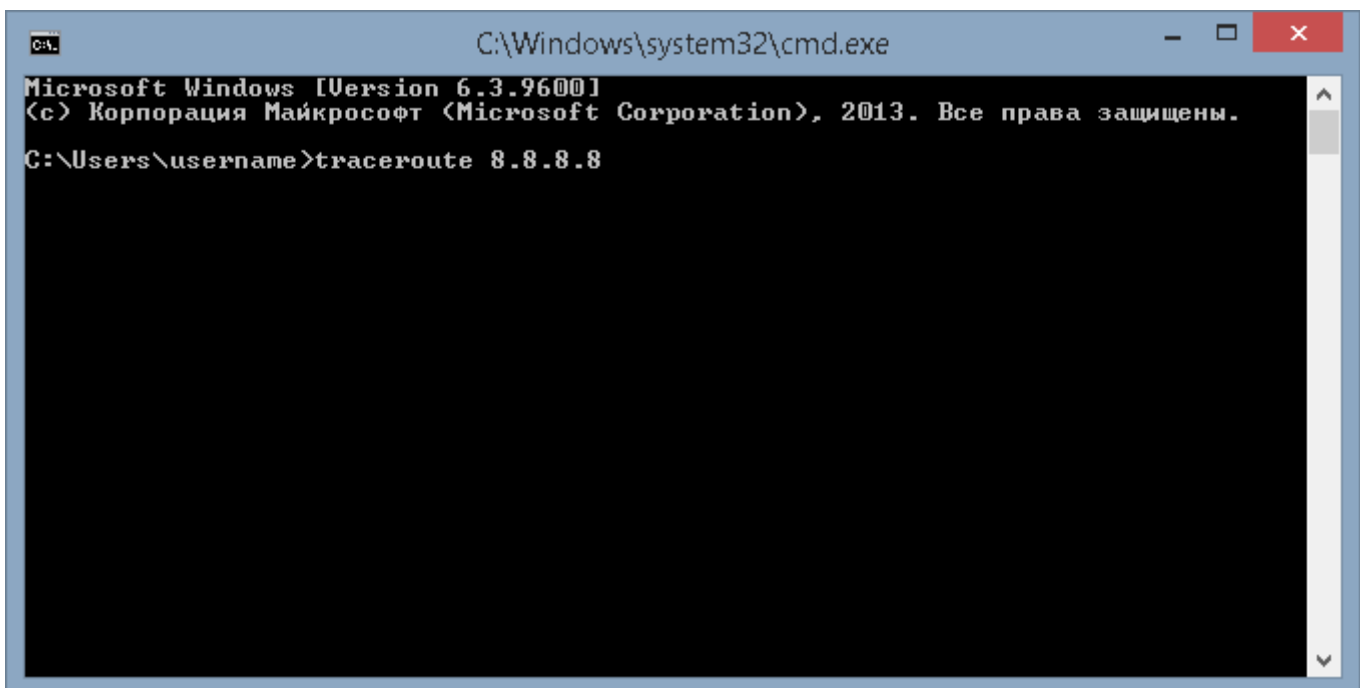 C:\Windows\system32\cmd.exe
Microsoft Windows [Version 6.3.9600]
(c) Корпорация Майкрософт (Microsoft Corporation), 2013. Все права защищены.
C:\Users\username>traceroute 8.8.8.8